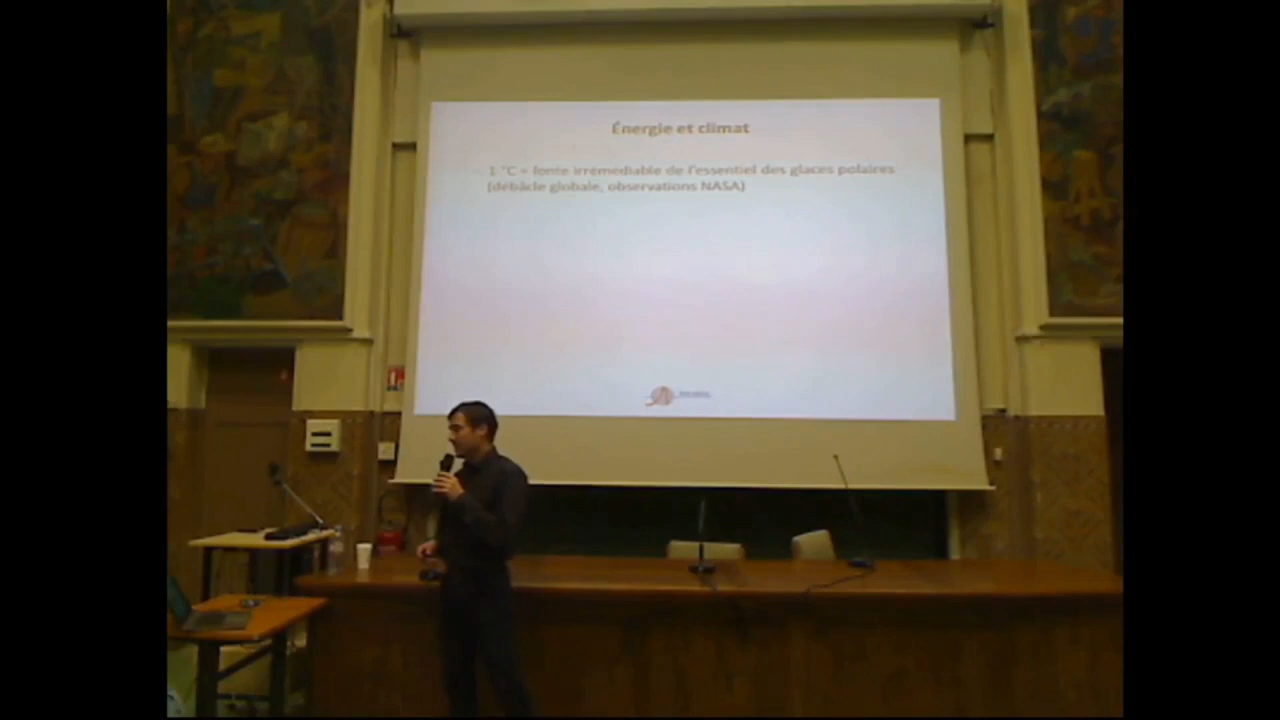 Énergie et climat
1 °C = fonte irrémédiable de l'essentiel des glaces polaires
(débâcle globale, observations NASA)